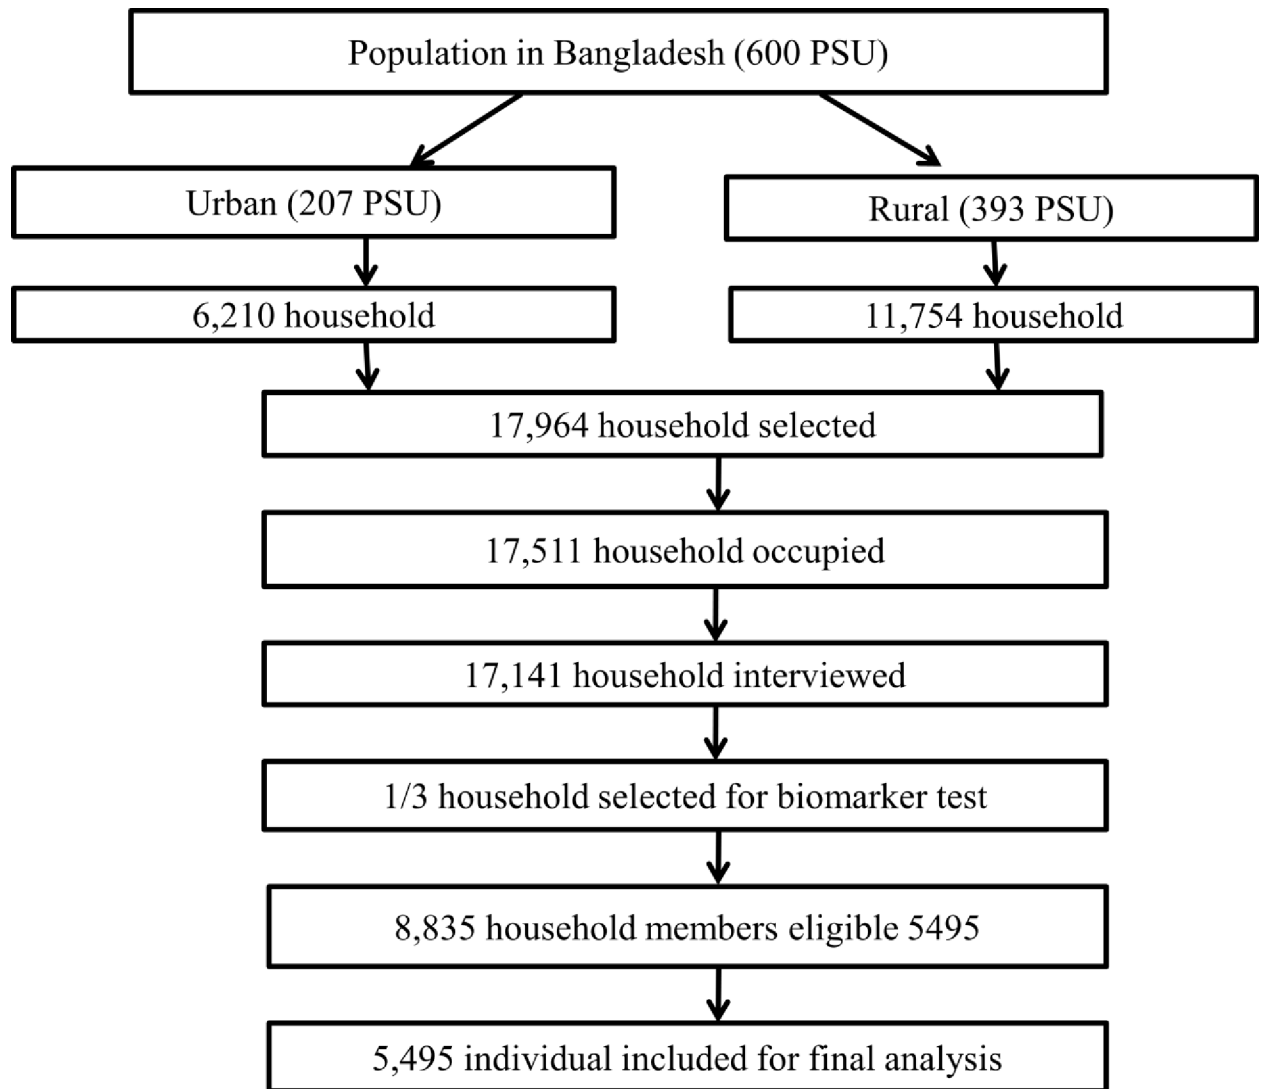 Population in Bangladesh (600 PSU)
Urban (207 PSU)
Rural (393 PSU)
6,210 household
11,754 household
17,964 household selected
17,511 household occupied
17,141 household interviewed
1/3 household selected for biomarker test
8,835 household members eligible 5495
5,495 individual included for final analysis